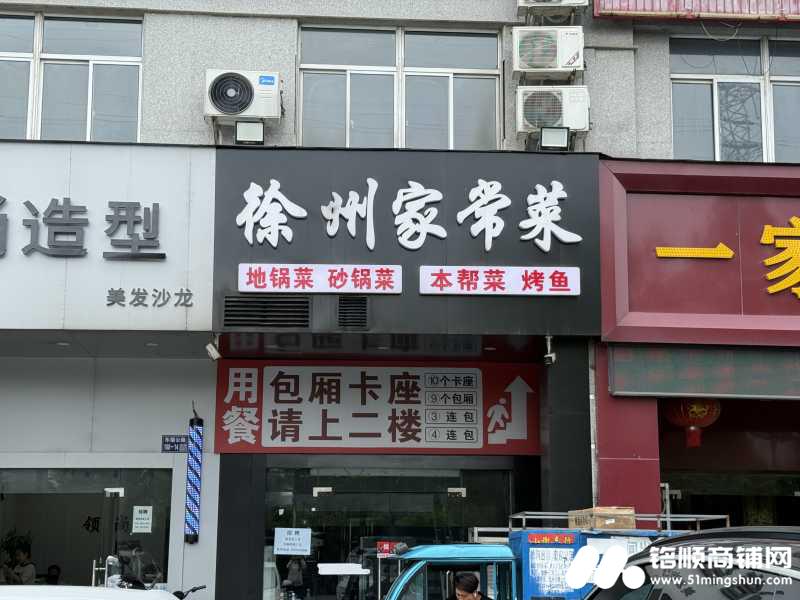 徐州家常菜
地锅菜 砂锅菜
本帮菜 烤鱼
造型
美发沙龙
一家
用餐
包厢卡座
请上二楼
10个卡座
9个包厢
3连包
4连包
招聘
铭顺商铺网
www.51mingshun.com